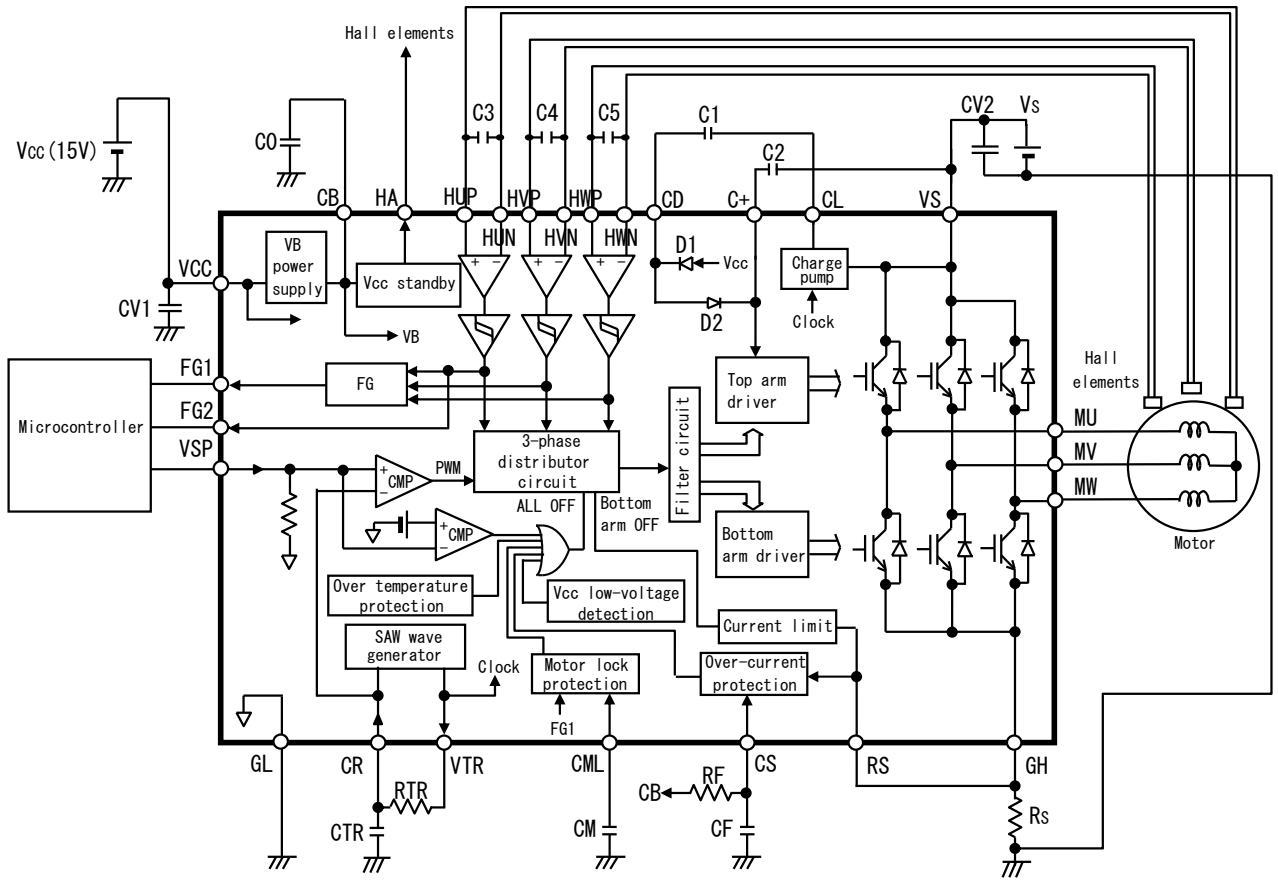 Hall elements
C3
C4
C5
C1
CV2
Vs
Vcc(15V)
C0
C2
CB
HA
HUP
HVP
HWP
CD
C+
CL
VS
HUN
HVN
HWN
VB
power
supply
Vcc standby
D1
Vcc
D2
Charge
pump
Clock
VCC
CV1
VB
FG1
FG2
VSP
Microcontroller
FG
Top arm
driver
Hall
elements
3-phase
distributor
circuit
Filter circuit
MU
MV
MW
Motor
+
−
CMP
PWM
ALL OFF
Bottom
arm OFF
+
−
CMP
Bottom
arm driver
Over temperature
protection
Vcc low-voltage
detection
Current limit
SAW wave
generator
Clock
Motor lock
protection
FG1
Over-current
protection
GL
CR
VTR
CML
CS
RS
GH
RTR
CTR
CM
CB
RF
CF
Rs
+ −
+ −
+ −